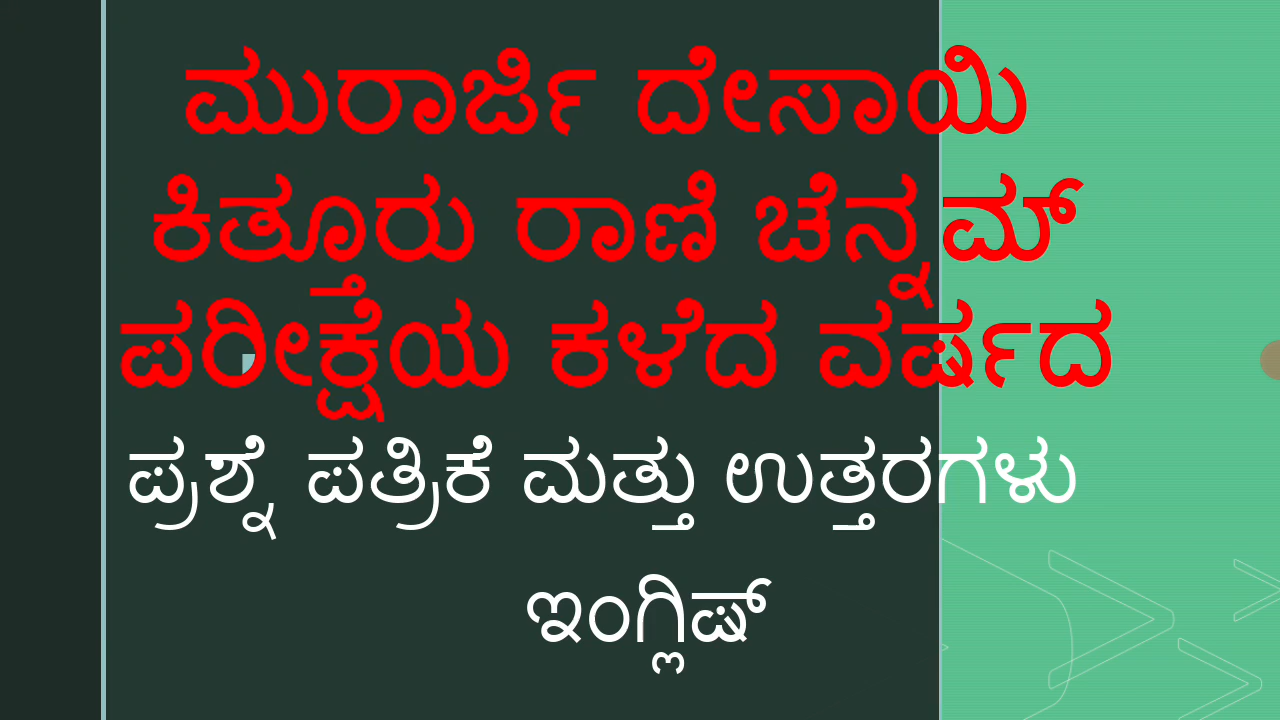 ಮುರಾರ್ಜಿ ದೇಸಾಯಿ
ಕಿತ್ತೂರು ರಾಣಿ ಚೆನ್ನಮ್
ಪರೀಕ್ಷೆಯ ಕಳೆದ ವರ್ಷದ
ಪ್ರಶ್ನೆ ಪತ್ರಿಕೆ ಮತ್ತು ಉತ್ತರಗಳು
ಇಂಗ್ಲಿಷ್